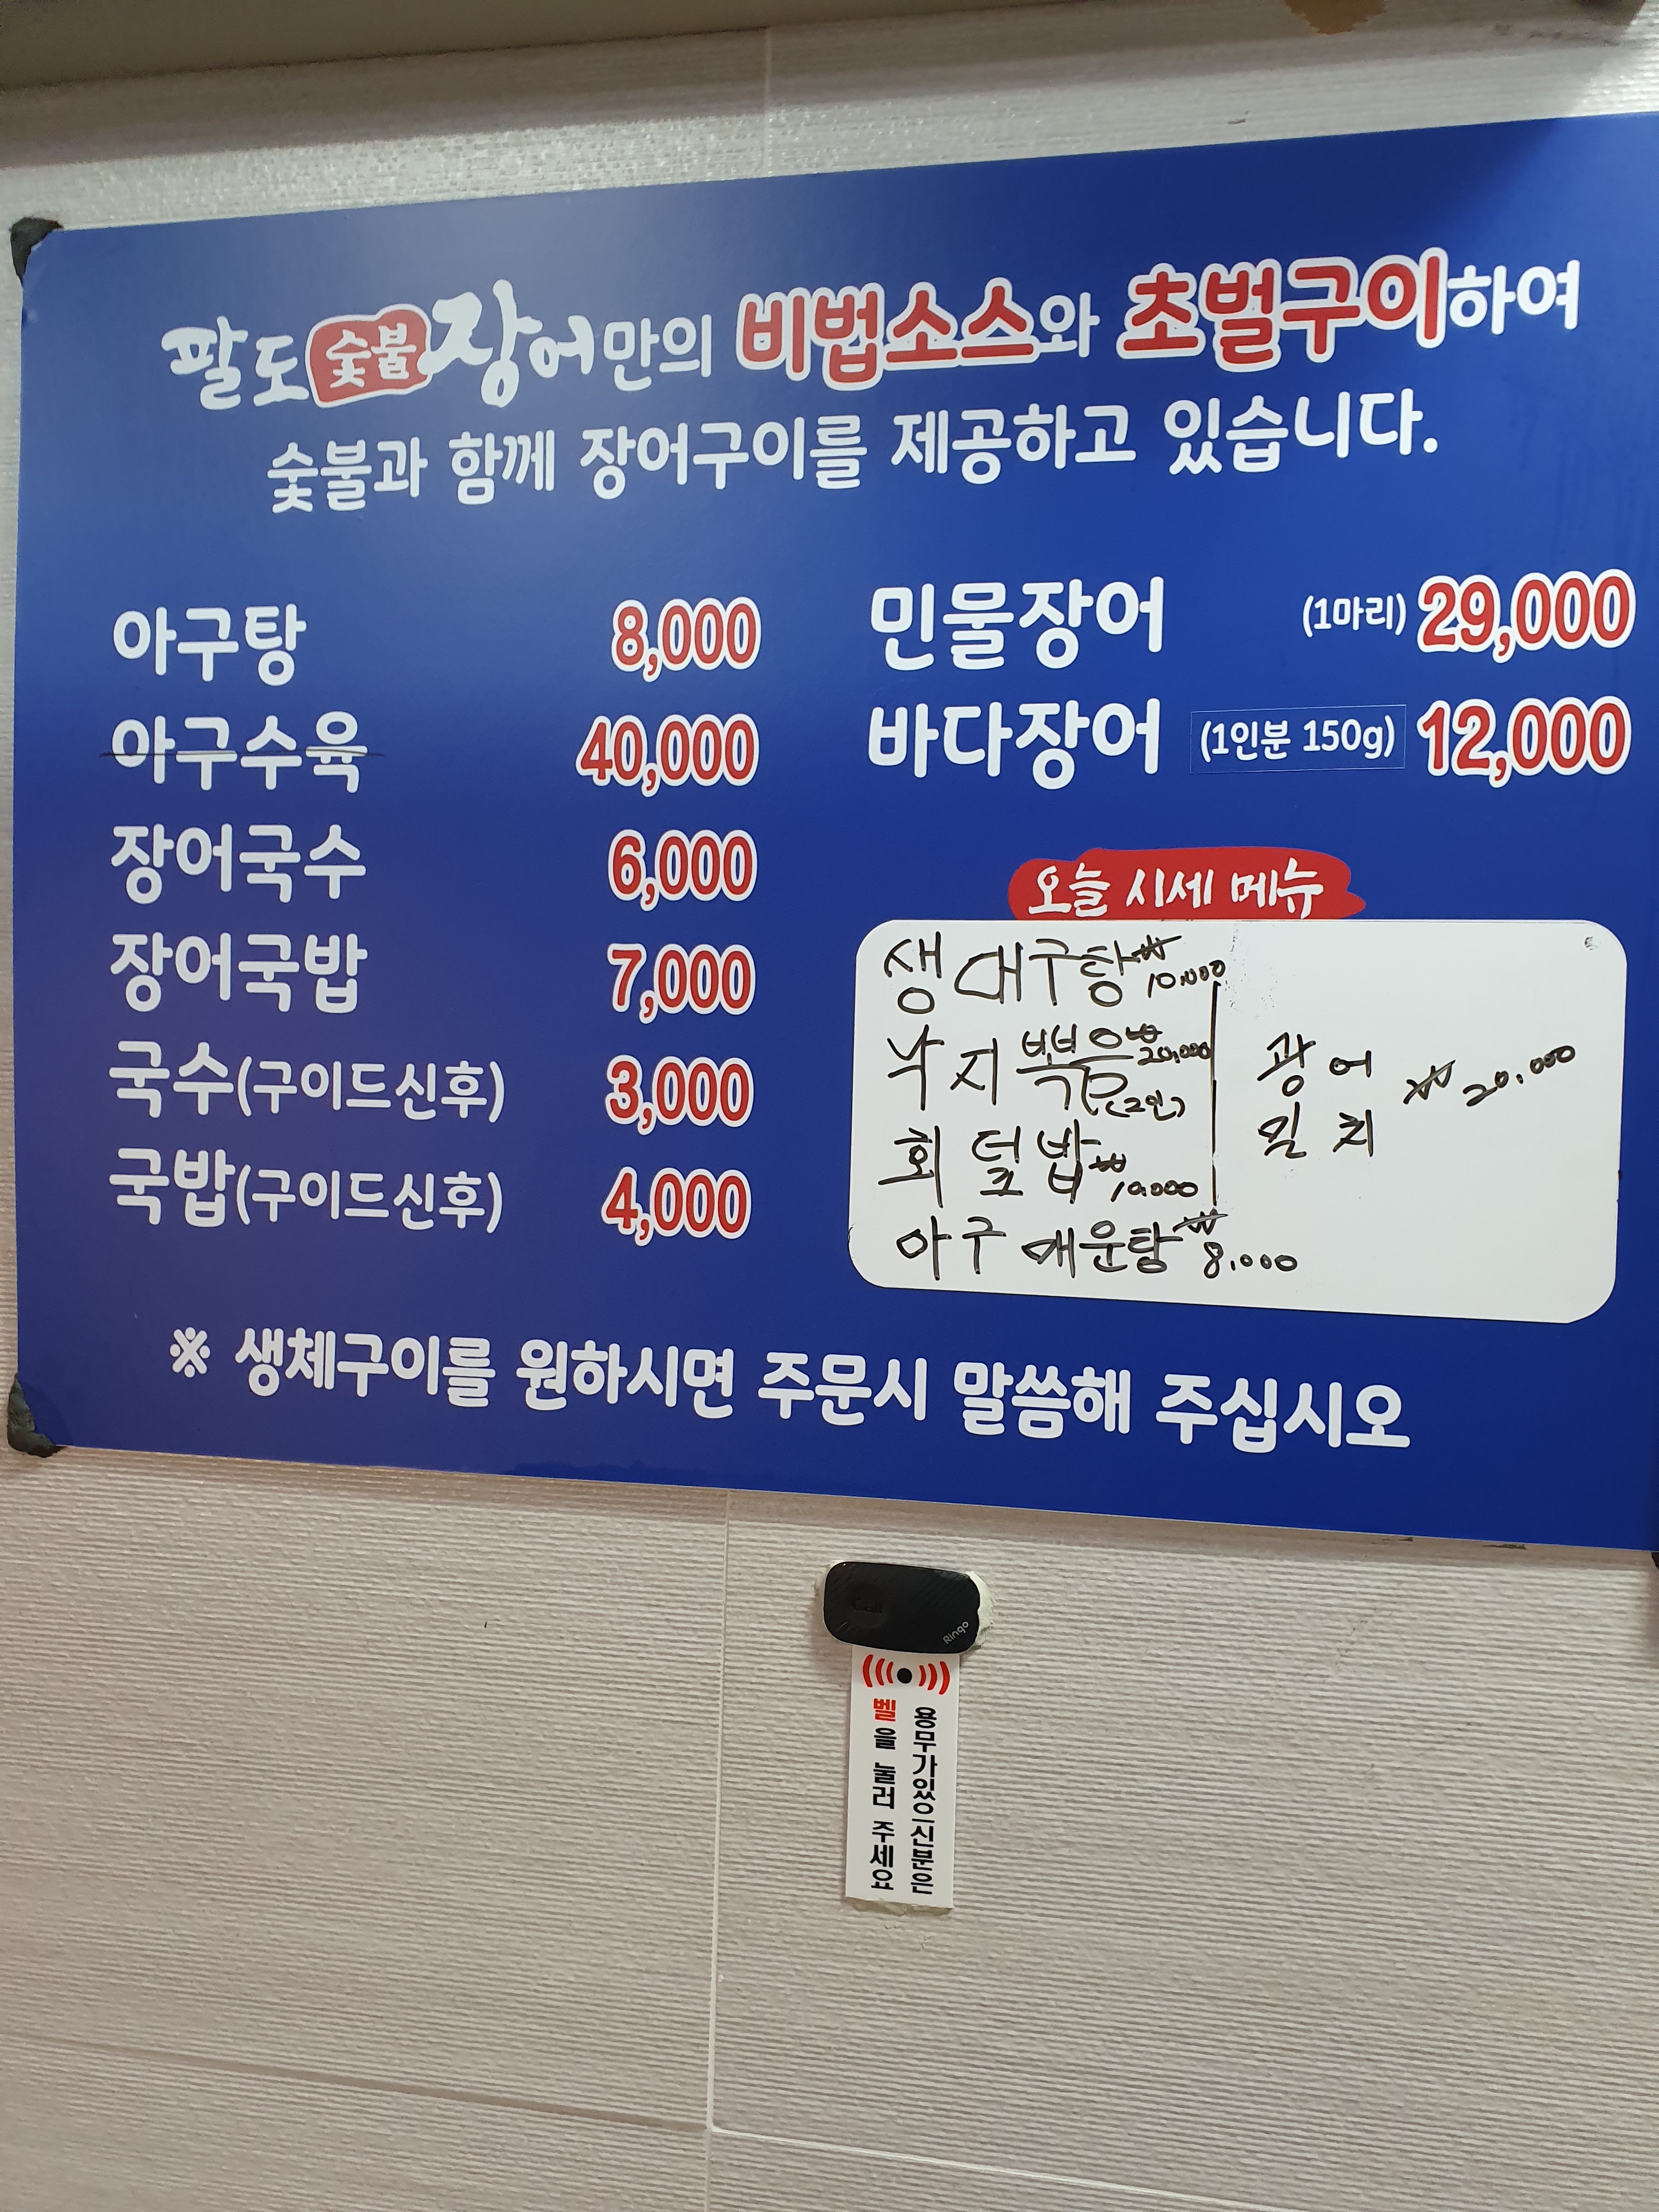 팔도숯불장어만의 비법소스와 초벌구이하여
숯불과 함께 장어구이를 제공하고 있습니다.
아구탕 8,000
아구수육 40,000
장어국수 6,000
장어국밥 7,000
국수(구이드신후) 3,000
국밥(구이드신후) 4,000
민물장어 (1마리) 29,000
바다장어 (1인분 150g) 12,000
오늘 시세 메뉴
생대구탕 ₩10,000
낙지볶음 ₩20,000
(2인)
회덮밥 ₩10,000
아구 매운탕 ₩8,000
광어 ₩20,000
밀치
※ 생체구이를 원하시면 주문시 말씀해 주십시오
Call
Ringo
용무가있으신분은
벨을 눌러 주세요